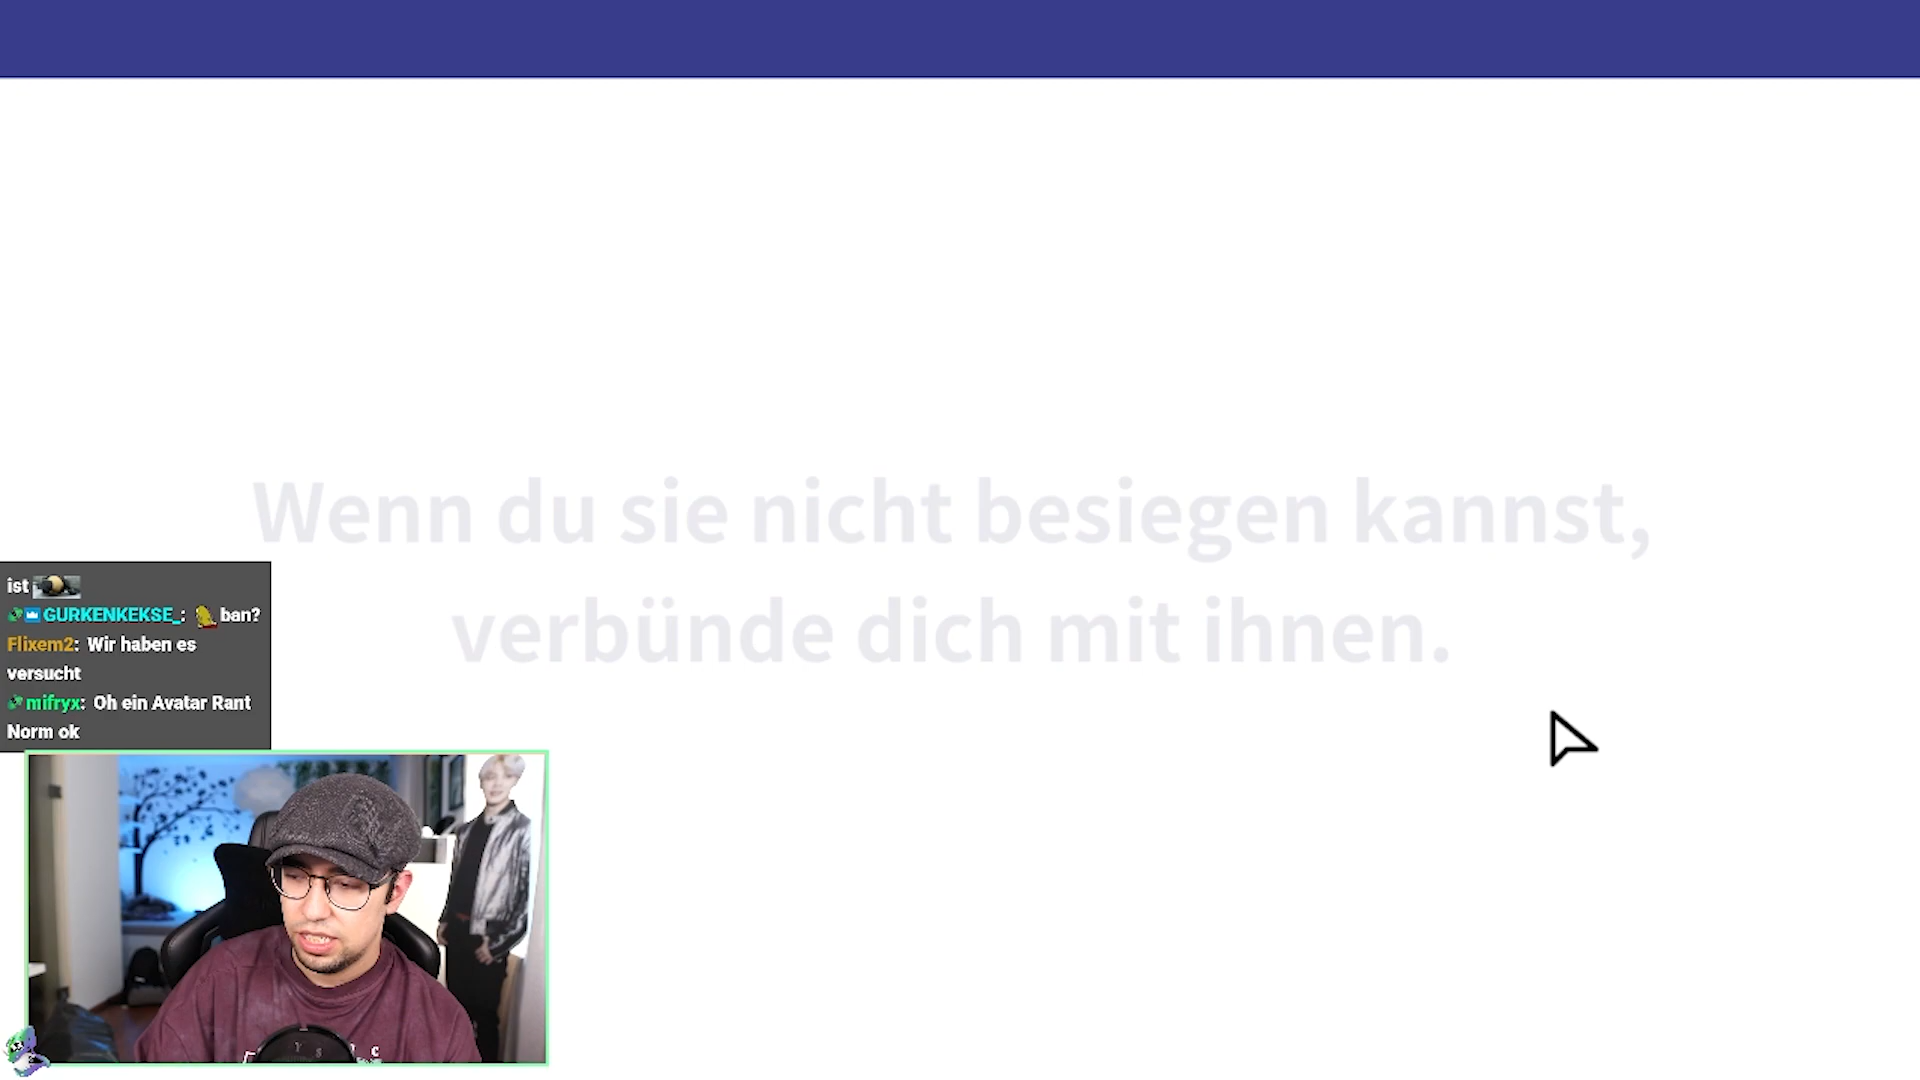 Wenn du sie nicht besiegen kannst,
verbünde dich mit ihnen.
ist
GURKENKEKSE_: ban?
Flixem2: Wir haben es
versucht
mifryx: Oh ein Avatar Rant
Norm ok